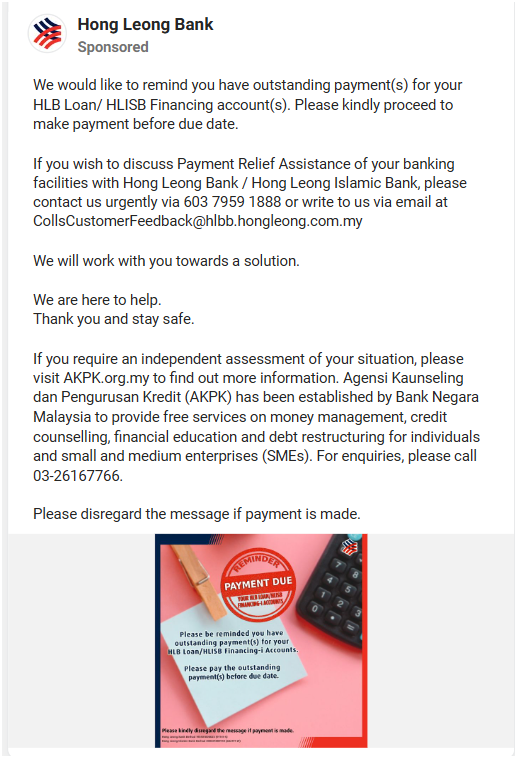 Hong Leong Bank
Sponsored
We would like to remind you have outstanding payment(s) for your
HLB Loan/ HLISB Financing account(s). Please kindly proceed to
make payment before due date.
If you wish to discuss Payment Relief Assistance of your banking
facilities with Hong Leong Bank / Hong Leong Islamic Bank, please
contact us urgently via 603 7959 1888 or write to us via email at
CollsCustomerFeedback@hlbb.hongleong.com.my
We will work with you towards a solution.
We are here to help.
Thank you and stay safe.
If you require an independent assessment of your situation, please
visit AKPK.org.my to find out more information. Agensi Kaunseling
dan Pengurusan Kredit (AKPK) has been established by Bank Negara
Malaysia to provide free services on money management, credit
counselling, financial education and debt restructuring for individuals
and small and medium enterprises (SMEs). For enquiries, please call
03-26167766.
Please disregard the message if payment is made.
REMINDER
PAYMENT DUE
YOUR HLB LOAN/HLISB
FINANCING-i ACCOUNTS
Please be reminded you have
outstanding payment(s) for your
HLB Loan/HLISB Financing-i Accounts.
Please pay the outstanding
payment(s) before due date.
7 8
4 5
1 2 3
0 • =
Please kindly disregard the message if payment is made.